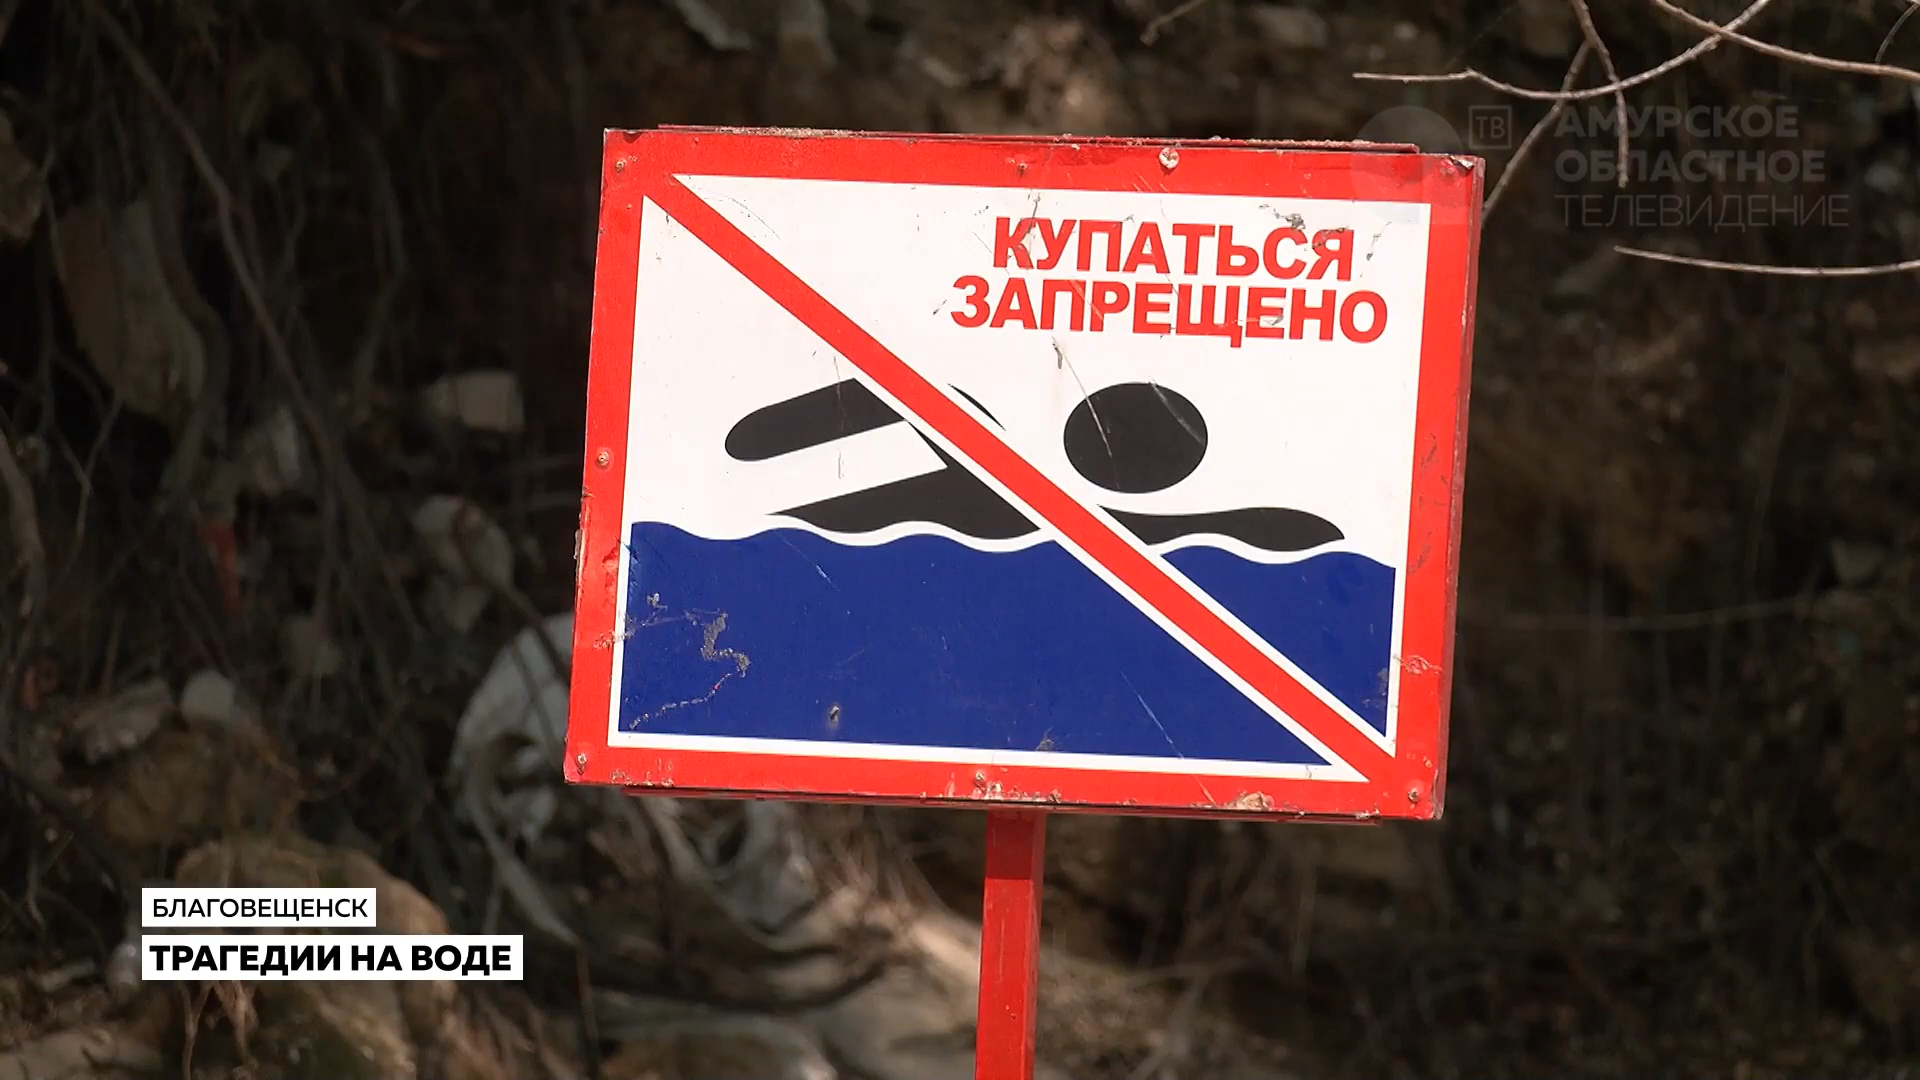 ТВ АМУРСКОЕ
ОБЛАСТНОЕ
ТЕЛЕВИДЕНИЕ
КУПАТЬСЯ
ЗАПРЕЩЕНО
БЛАГОВЕЩЕНСК
ТРАГЕДИИ НА ВОДЕ